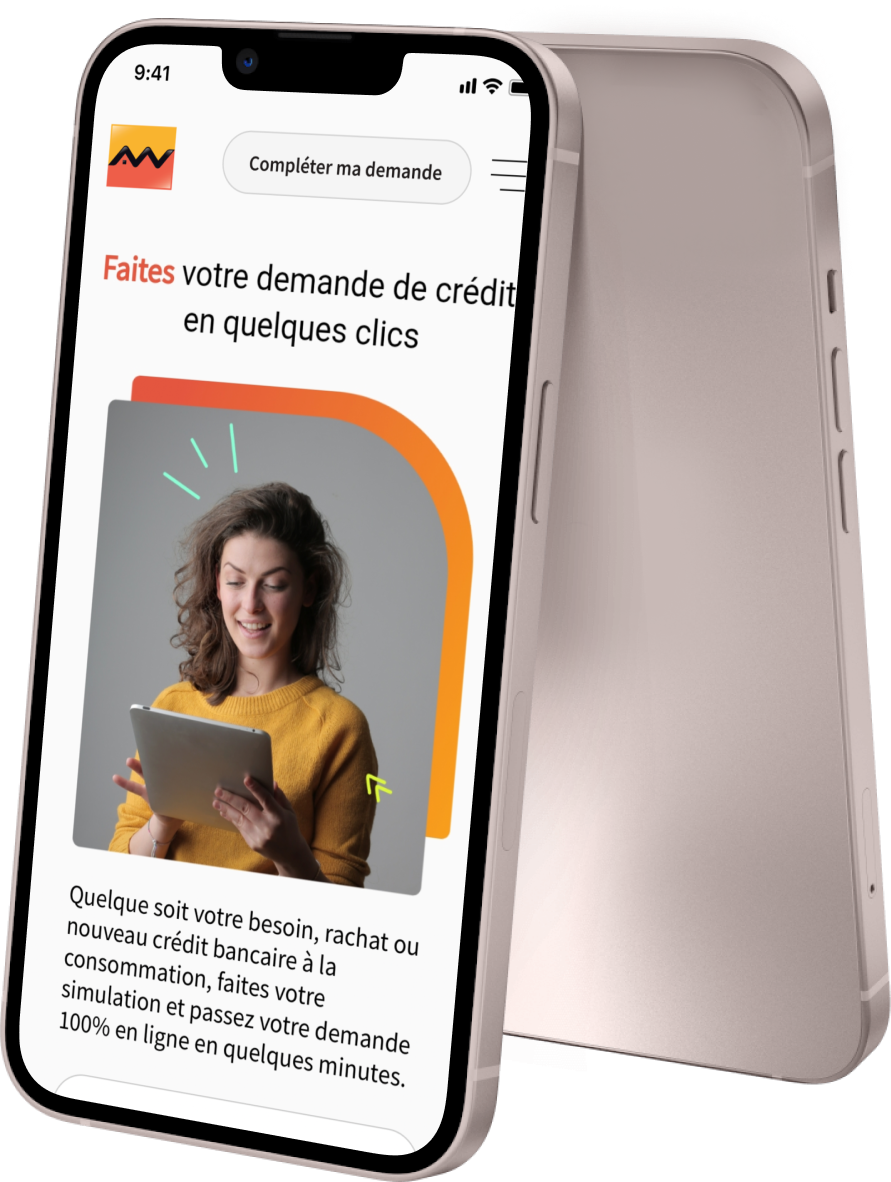 9:41
Compléter ma demande
Faites votre demande de crédit
en quelques clics
Quelque soit votre besoin, rachat ou
nouveau crédit bancaire à la
consommation, faites votre
simulation et passez votre demande
100% en ligne en quelques minutes.